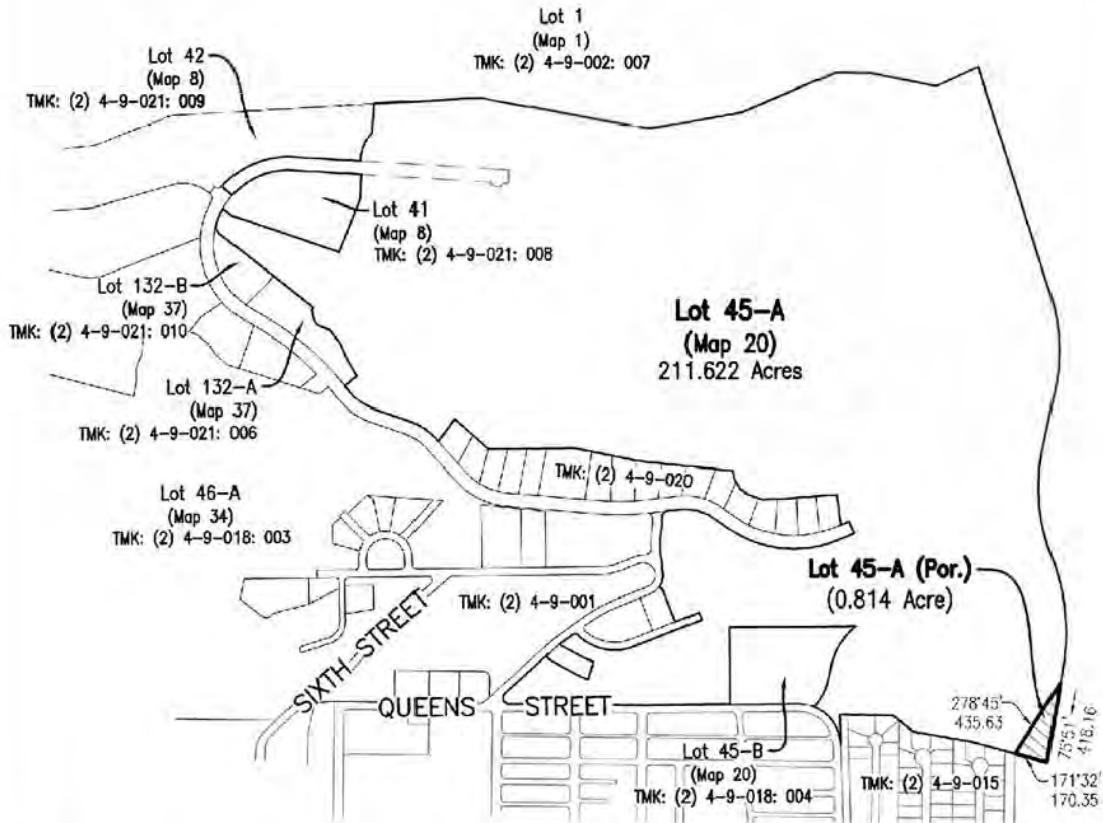 Lot 1
(Map 1)
TMK: (2) 4-9-002: 007
Lot 42
(Map 8)
TMK: (2) 4-9-021: 009
Lot 41
(Map 8)
TMK: (2) 4-9-021: 008
Lot 132-B
(Map 37)
TMK: (2) 4-9-021: 010
Lot 45-A
(Map 20)
211.622 Acres
Lot 132-A
(Map 37)
TMK: (2) 4-9-021: 006
TMK: (2) 4-9-020
Lot 46-A
(Map 34)
TMK: (2) 4-9-018: 003
Lot 45-A (Por.)
(0.814 Acre)
TMK: (2) 4-9-001
SIXTH STREET
QUEENS STREET
278°45'
435.63
75°51'
418.16
Lot 45-B
(Map 20)
TMK: (2) 4-9-018: 004
TMK: (2) 4-9-015
171°32'
170.35